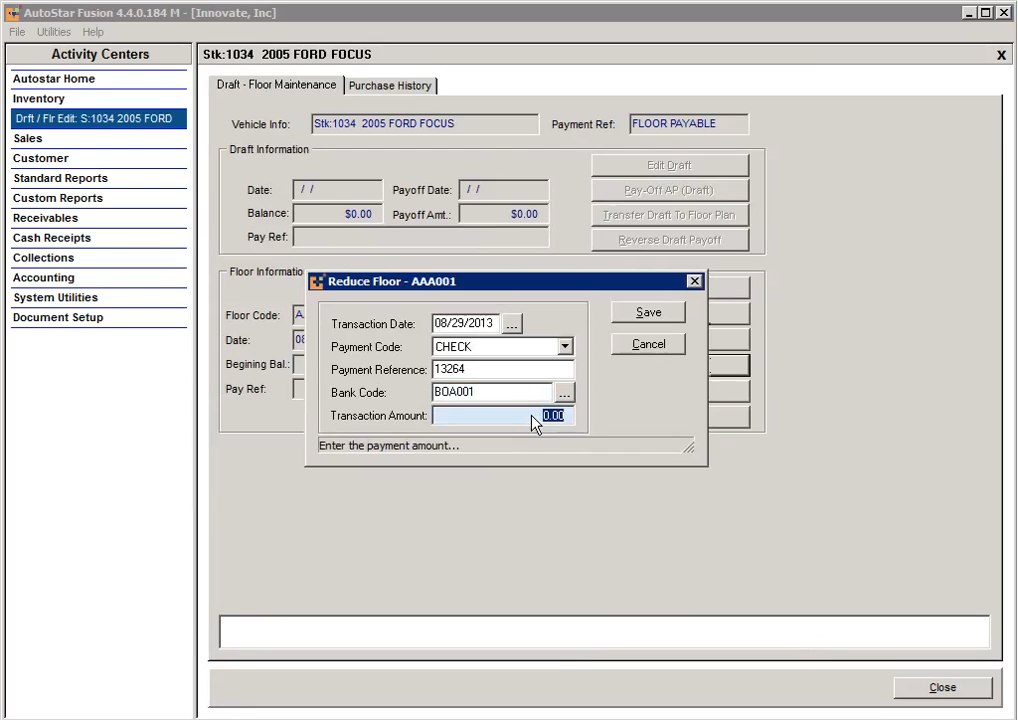 AutoStar Fusion 4.4.0.184 M - [Innovate, Inc]
File Utilities Help
Activity Centers
Autostar Home
Inventory
Drft / Flr Edit: S:1034 2005 FORD
Sales
Customer
Standard Reports
Custom Reports
Receivables
Cash Receipts
Collections
Accounting
System Utilities
Document Setup
Stk:1034 2005 FORD FOCUS X
Draft - Floor Maintenance Purchase History
Vehicle Info: Stk:1034 2005 FORD FOCUS Payment Ref: FLOOR PAYABLE
Draft Information
Date: / / Payoff Date: / /
Balance: $0.00 Payoff Amt.: $0.00
Pay Ref:
Edit Draft
Pay-Off AP (Draft)
Transfer Draft To Floor Plan
Reverse Draft Payoff
Floor Informatio
Floor Code: A
Date: 08
Begining Bal.:
Pay Ref:
Reduce Floor - AAA001
Transaction Date: 08/29/2013 ...
Payment Code: CHECK
Payment Reference: 13264
Bank Code: BOA001 ...
Transaction Amount: 0.00
Save
Cancel
Enter the payment amount...
Close